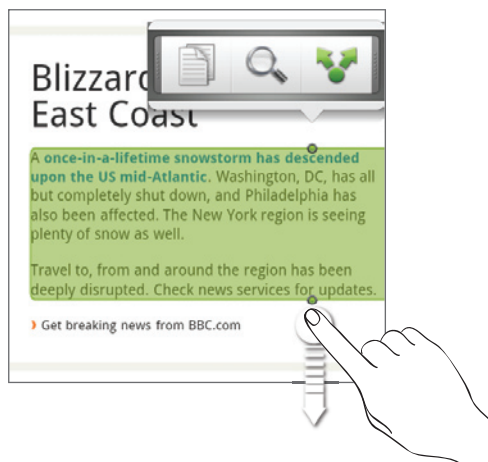 Blizzard
East Coast
A once-in-a-lifetime snowstorm has descended
upon the US mid-Atlantic. Washington, DC, has all
but completely shut down, and Philadelphia has
also been affected. The New York region is seeing
plenty of snow as well.
Travel to, from and around the region has been
deeply disrupted. Check news services for updates.
Get breaking news from BBC.com